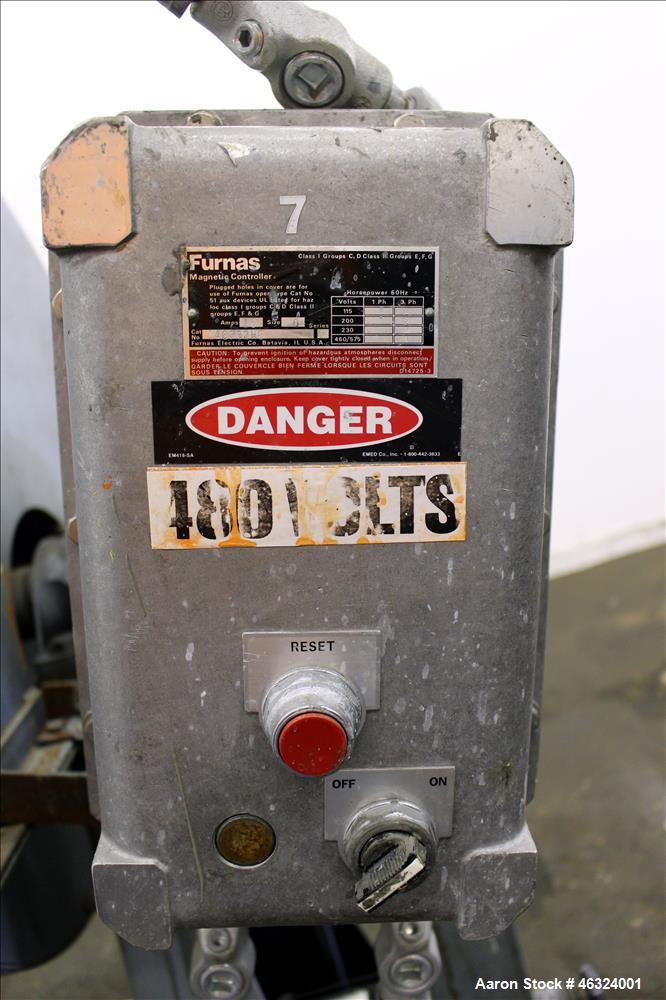 7
Furnas
Class I Groups C, D Class II Groups E, F, G
Magnetic Controller
Plugged holes in cover are for
use of Furnas open type Cat No
51 aux devices UL listed for haz
loc class I groups C & D Class II
groups E, F & G
Horsepower 60Hz
Volts 1 Ph 3 Ph
115
200
230
460/575
Amps Size Series
Cat
No
Furnas Electric Co. Batavia, IL U.S.A.
CAUTION: To prevent ignition of hazardous atmospheres disconnect
supply before opening enclosure. Keep cover tightly closed when in operation
GARDER LE COUVERCLE BIEN FERME LORSQUE LES CIRCUITS SONT
SOUS TENSION D14725-3
DANGER
EM418-SA EMED Co., Inc. • 1-800-442-3633
480 VOLTS
RESET
OFF ON
Aaron Stock #46324001